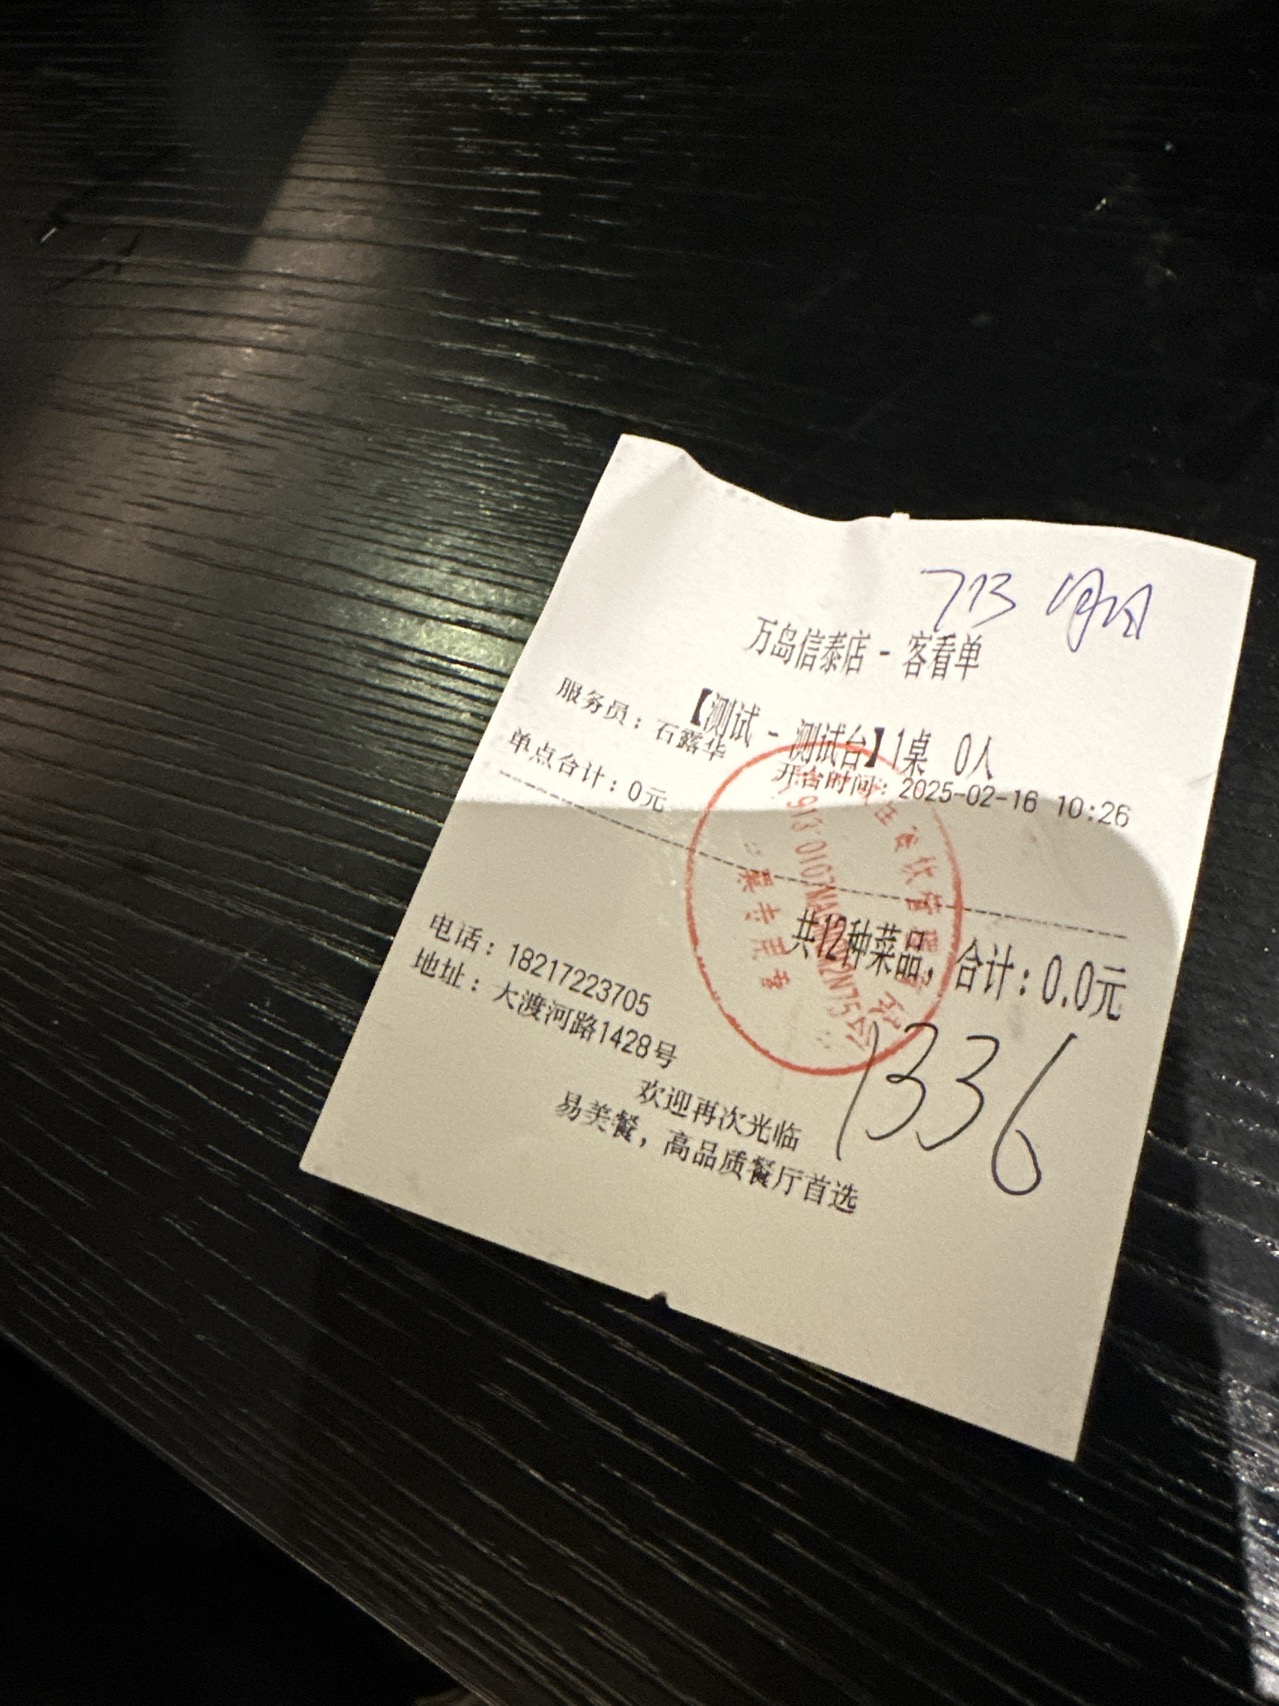 713
万岛信泰店 - 客看单
【测试 - 测试台】1桌 0人
服务员：石露华
开台时间：2025-02-16 10:26
单点合计：0元
共12种菜品，合计：0.0元
1336
电话：18217223705
地址：大渡河路1428号
欢迎再次光临
易美餐，高品质餐厅首选